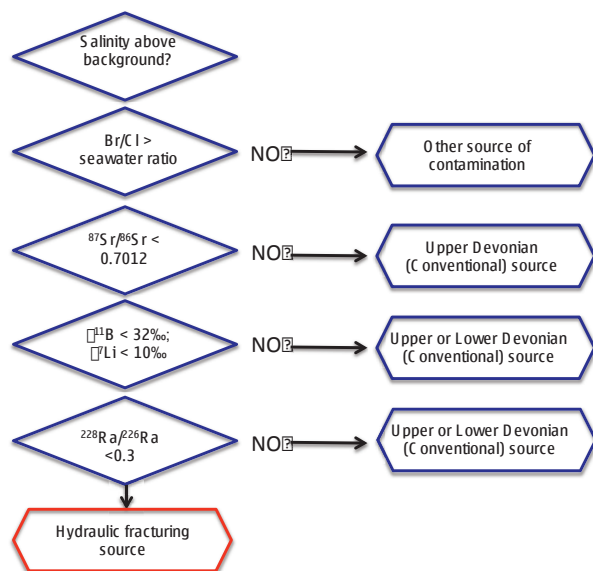 Salinity above
background?
Br/Cl >
seawater ratio
NO
Other source of
contamination
⁸⁷Sr/⁸⁶Sr <
0.7012
NO
Upper Devonian
(Conventional) source
□¹¹B < 32‰;
□⁷Li < 10‰
NO
Upper or Lower Devonian
(Conventional) source
²²⁸Ra/²²⁶Ra
<0.3
NO
Upper or Lower Devonian
(Conventional) source
Hydraulic fracturing
source